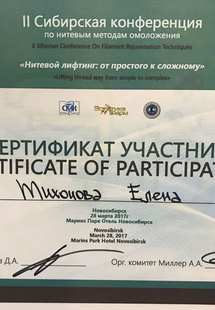 II Сибирская конференция
по нитевым методам омоложения
II Siberian Conference On Filament Rejuvenation Techniques
«Нитевой лифтинг: от простого к сложному»
«Lifting thread way from simple to complex»
СЕРТИФИКАТ УЧАСТНИ
RTIFICATE OF PARTICIPAT
Тихонова Елена
Новосибирск
28 марта 2017г
Маринс Парк Отель Новосибирск
Novosibirsk
March 28, 2017
Marins Park Hotel Novosibirsk
а Д.А.
Орг. комитет Миллер А.А.